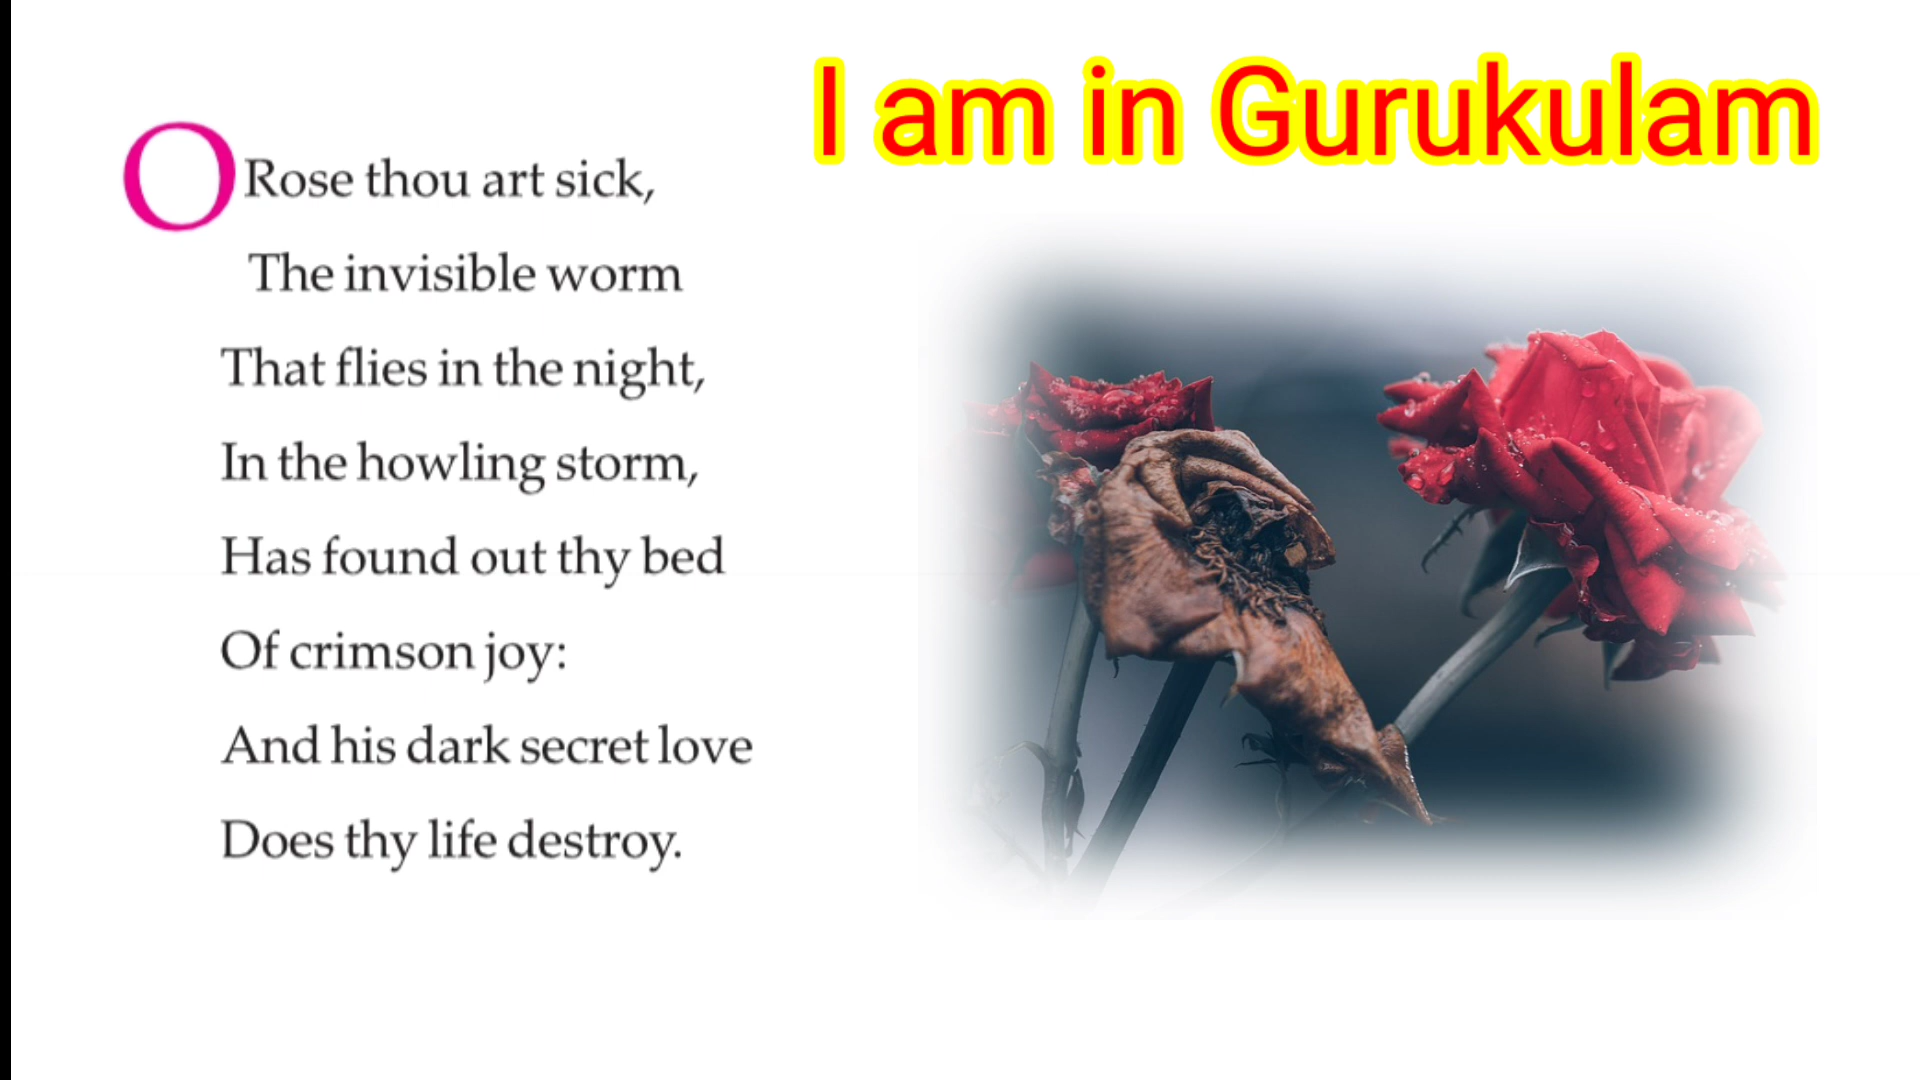 I am in Gurukulam
O Rose thou art sick,
The invisible worm
That flies in the night,
In the howling storm,
Has found out thy bed
Of crimson joy:
And his dark secret love
Does thy life destroy.